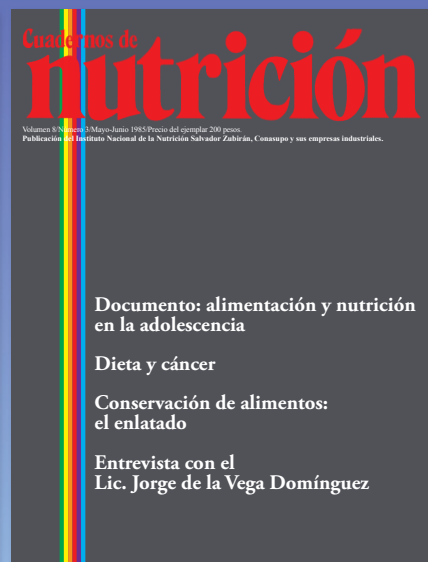 Cuadernos de
nutrición
Volumen 8/Número 3/Mayo-Junio 1985/Precio del ejemplar 200 pesos.
Publicación del Instituto Nacional de la Nutrición Salvador Zubirán, Conasupo y sus empresas industriales.
Documento: alimentación y nutrición
en la adolescencia
Dieta y cáncer
Conservación de alimentos:
el enlatado
Entrevista con el
Lic. Jorge de la Vega Domínguez